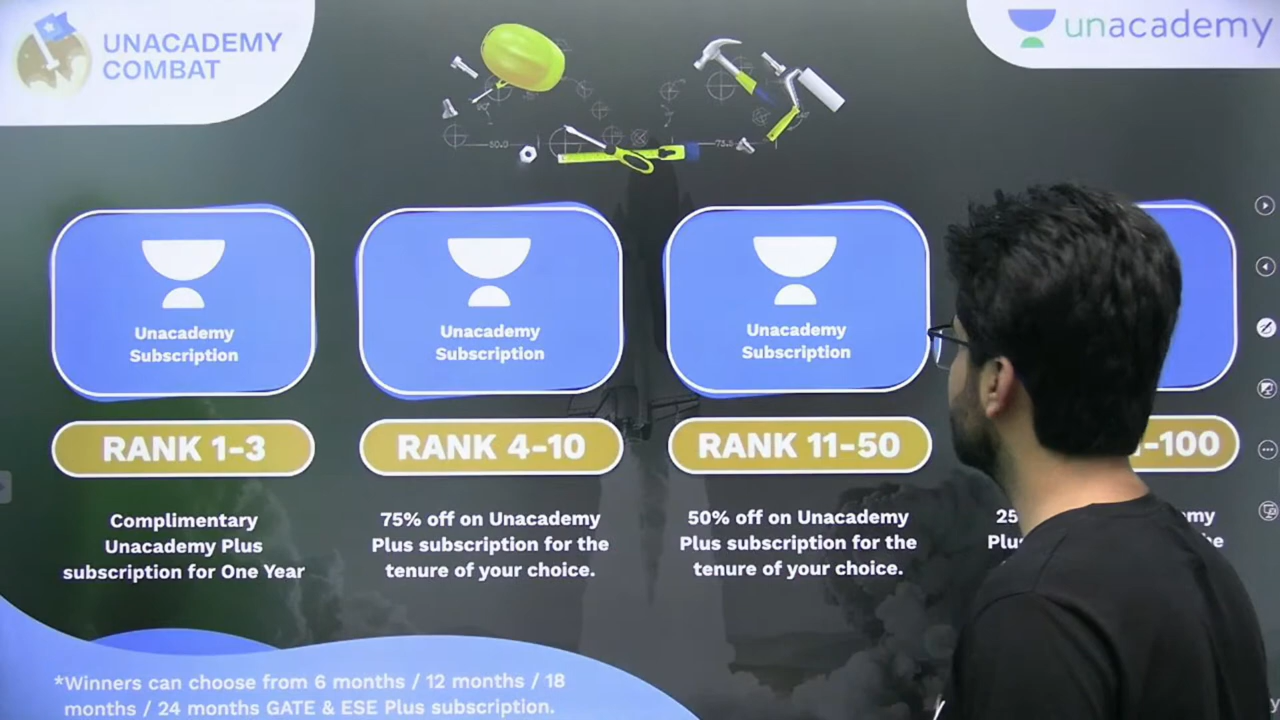 UNACADEMY
COMBAT
unacademy
Unacademy
Subscription
Unacademy
Subscription
Unacademy
Subscription
RANK 1-3
RANK 4-10
RANK 11-50
-100
Complimentary
Unacademy Plus
subscription for One Year
75% off on Unacademy
Plus subscription for the
tenure of your choice.
50% off on Unacademy
Plus subscription for the
tenure of your choice.
*Winners can choose from 6 months / 12 months / 18
months / 24 months GATE & ESE Plus subscription.